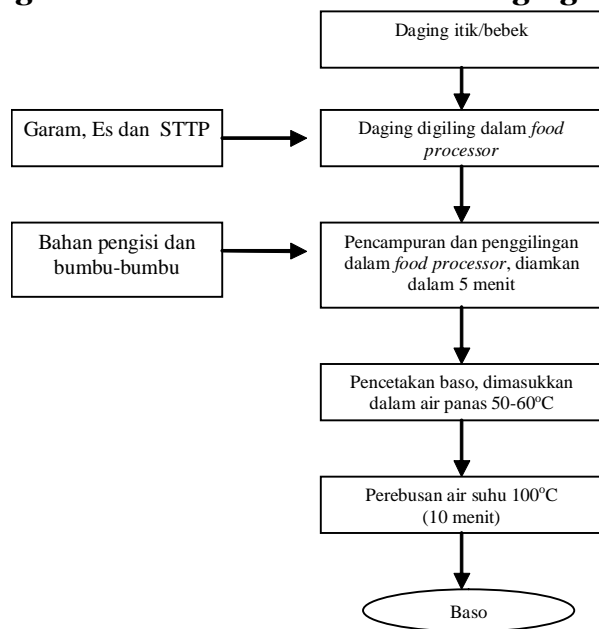 Daging itik/bebek
Garam, Es dan STTP
Daging digiling dalam food
processor
Bahan pengisi dan
bumbu-bumbu
Pencampuran dan penggilingan
dalam food processor, diamkan
dalam 5 menit
Pencetakan baso, dimasukkan
dalam air panas 50-60°C
Perebusan air suhu 100°C
(10 menit)
Baso